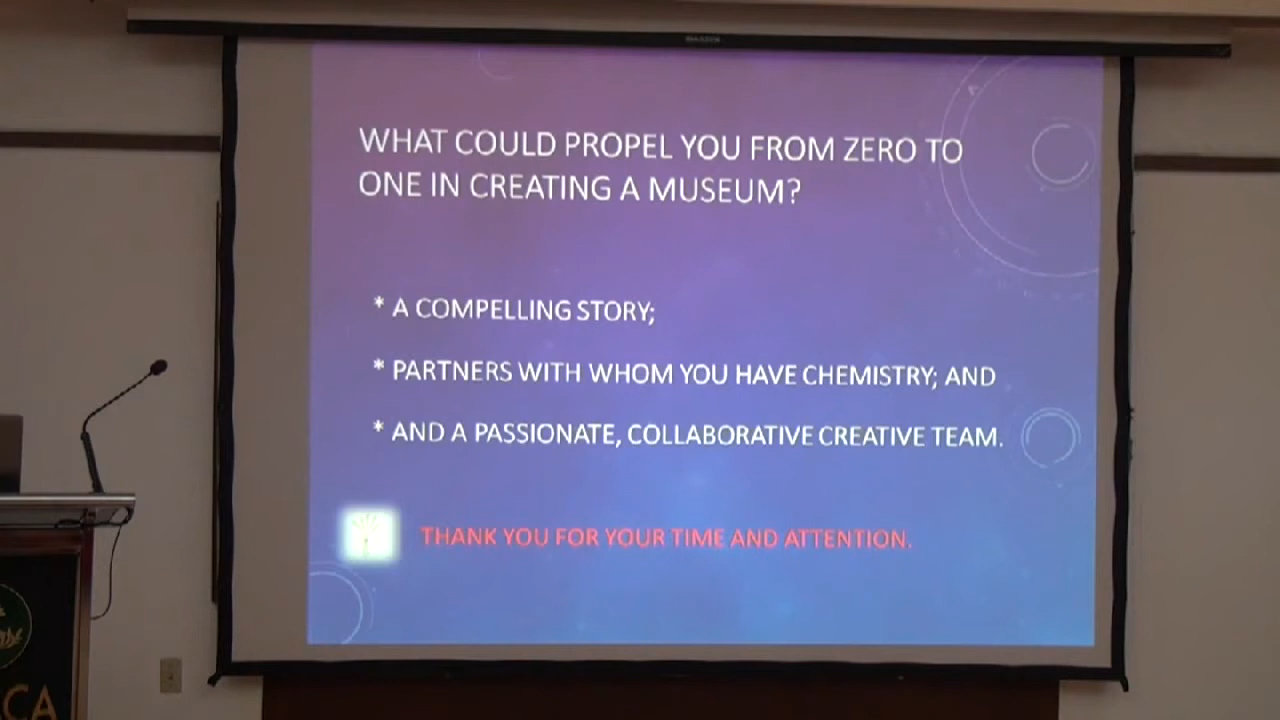 WHAT COULD PROPEL YOU FROM ZERO TO
ONE IN CREATING A MUSEUM?
* A COMPELLING STORY;
* PARTNERS WITH WHOM YOU HAVE CHEMISTRY; AND
* AND A PASSIONATE, COLLABORATIVE CREATIVE TEAM.
THANK YOU FOR YOUR TIME AND ATTENTION.
CA